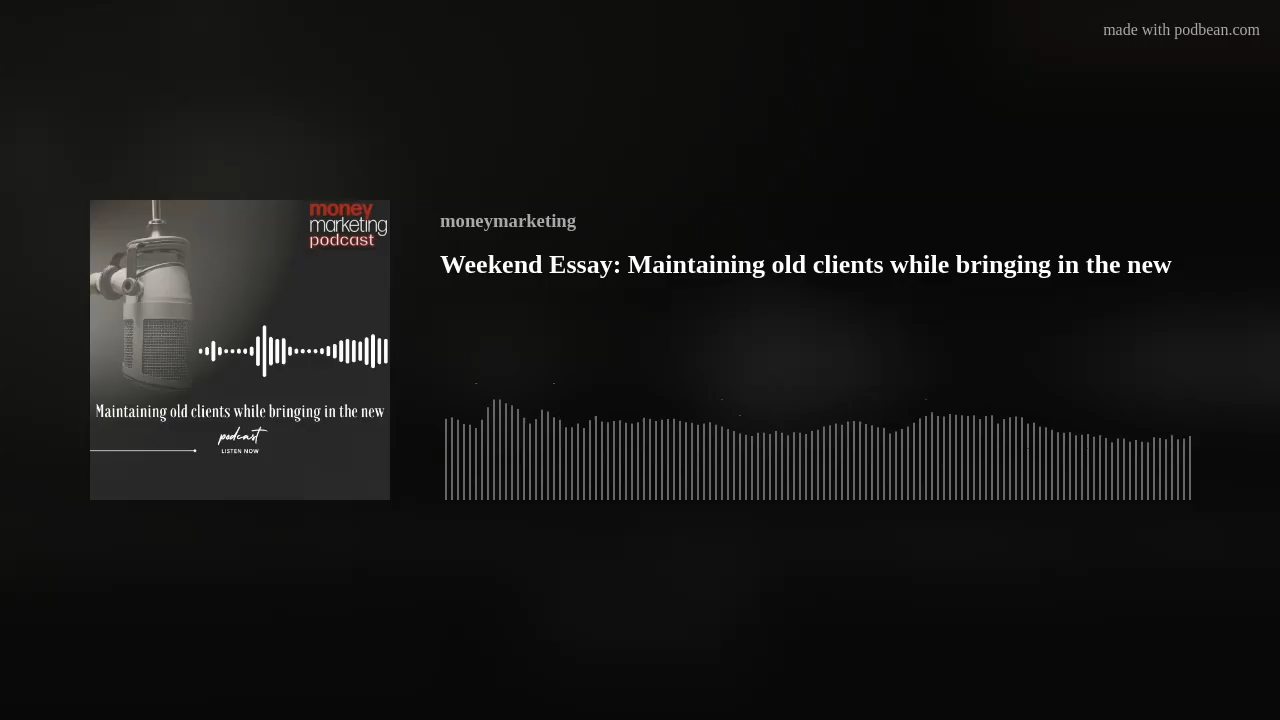 made with podbean.com
money
marketing
podcast
Maintaining old clients while bringing in the new
podcast
LISTEN NOW
moneymarketing
Weekend Essay: Maintaining old clients while bringing in the new